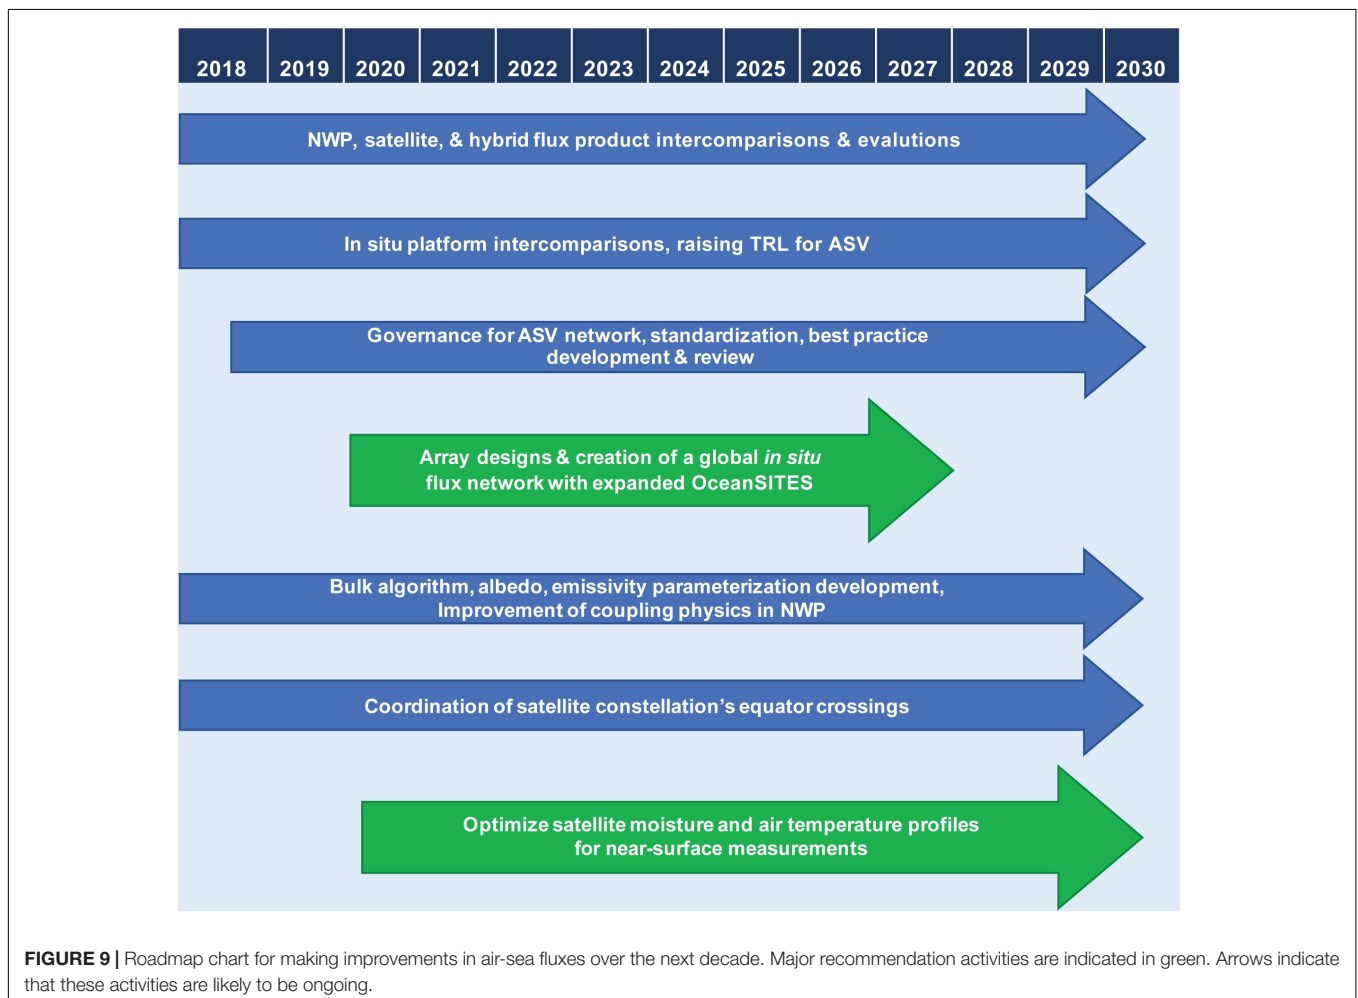 2018 2019 2020 2021 2022 2023 2024 2025 2026 2027 2028 2029 2030
NWP, satellite, & hybrid flux product intercomparisons & evalutions
In situ platform intercomparisons, raising TRL for ASV
Governance for ASV network, standardization, best practice
development & review
Array designs & creation of a global in situ
flux network with expanded OceanSITES
Bulk algorithm, albedo, emissivity parameterization development,
Improvement of coupling physics in NWP
Coordination of satellite constellation's equator crossings
Optimize satellite moisture and air temperature profiles
for near-surface measurements
FIGURE 9 | Roadmap chart for making improvements in air-sea fluxes over the next decade. Major recommendation activities are indicated in green. Arrows indicate
that these activities are likely to be ongoing.